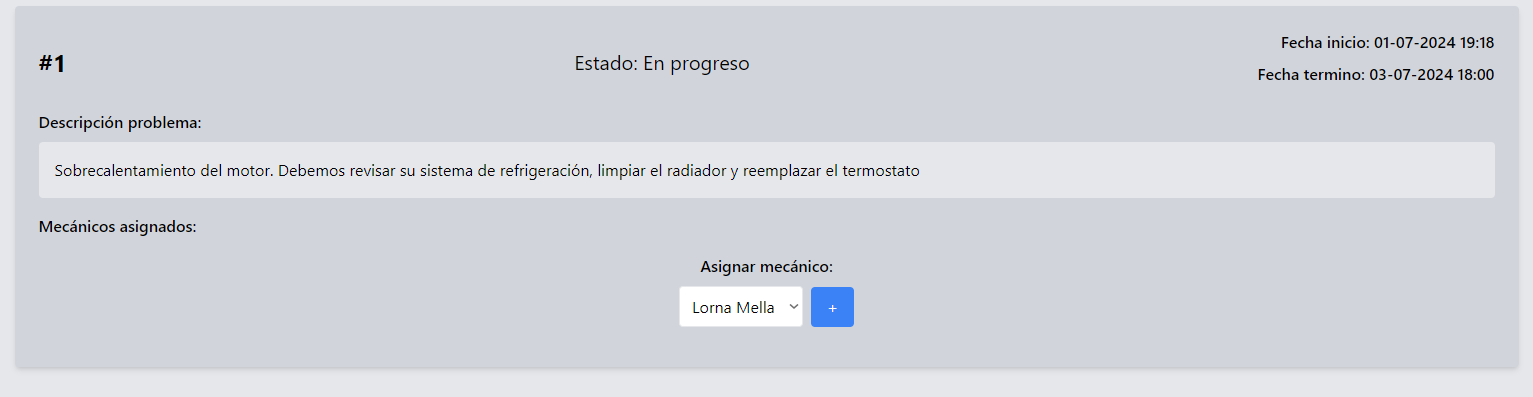 #1
Estado: En progreso
Fecha inicio: 01-07-2024 19:18
Fecha termino: 03-07-2024 18:00
Descripción problema:
Sobrecalentamiento del motor. Debemos revisar su sistema de refrigeración, limpiar el radiador y reemplazar el termostato
Mecánicos asignados:
Asignar mecánico:
Lorna Mella
+